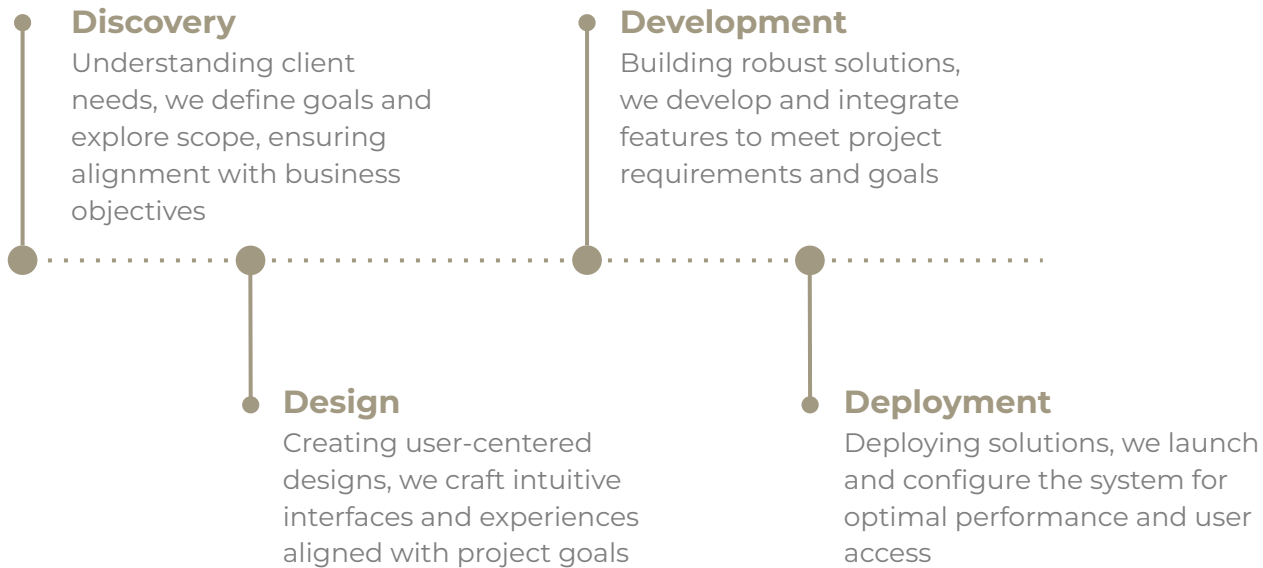 Discovery
Understanding client
needs, we define goals and
explore scope, ensuring
alignment with business
objectives
Design
Creating user-centered
designs, we craft intuitive
interfaces and experiences
aligned with project goals
Development
Building robust solutions,
we develop and integrate
features to meet project
requirements and goals
Deployment
Deploying solutions, we launch
and configure the system for
optimal performance and user
access